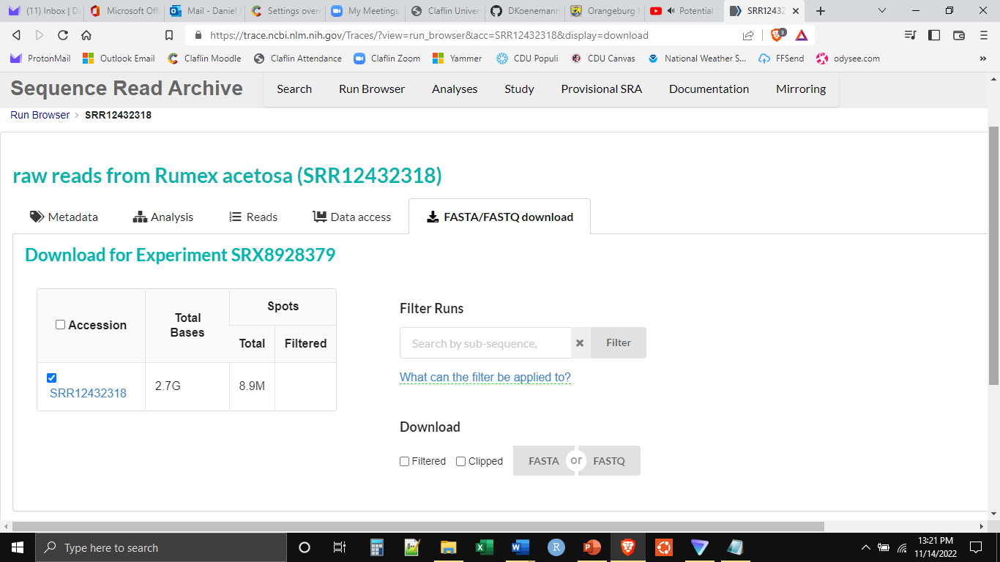 (11) Inbox | D
Microsoft Off
Mail - Daniel
Settings over
My Meetings
Claflin Univers
DKoenemann
Orangeburg N
Potential
SRR12432
https://trace.ncbi.nlm.nih.gov/Traces/?view=run_browser&acc=SRR12432318&display=download
3
ProtonMail Outlook Email Claflin Moodle Claflin Attendance Claflin Zoom Yammer CDU Populi CDU Canvas National Weather S... FFSend odysee.com »
Sequence Read Archive
Search Run Browser Analyses Study Provisional SRA Documentation Mirroring
Run Browser › SRR12432318
raw reads from Rumex acetosa (SRR12432318)
Metadata Analysis Reads Data access FASTA/FASTQ download
Download for Experiment SRX8928379
Accession
Total
Bases
Spots
Total Filtered
SRR12432318
2.7G 8.9M
Filter Runs
Search by sub-sequence,
Filter
What can the filter be applied to?
Download
Filtered Clipped FASTA or FASTQ
Type here to search
13:21 PM
11/14/2022